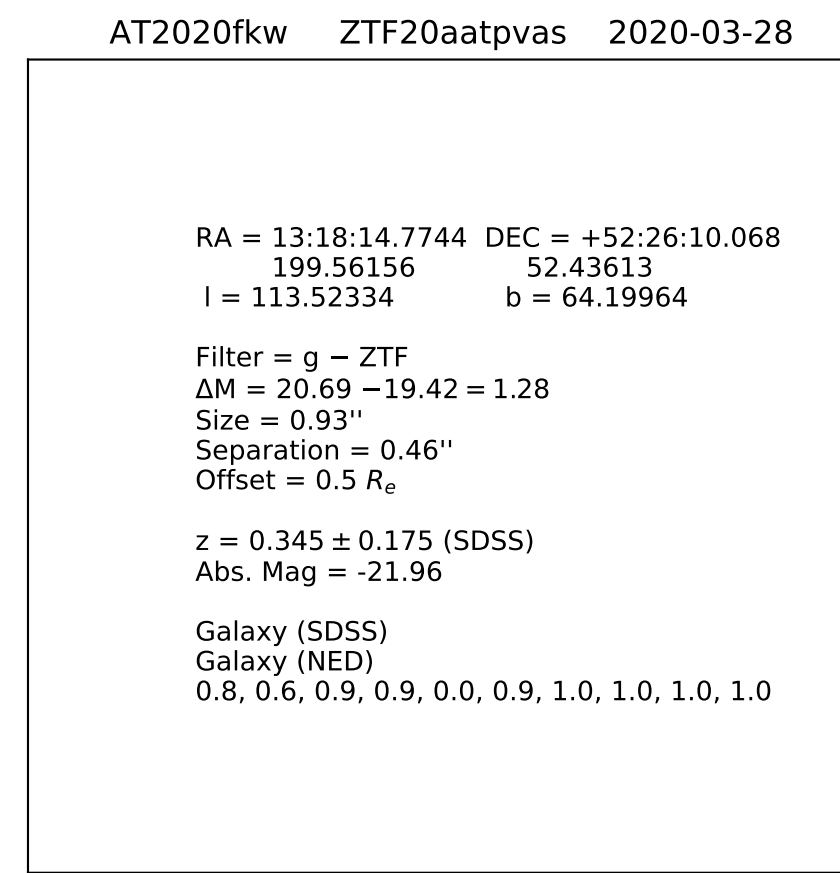 AT2020fkw ZTF20aatpvas 2020-03-28
RA = 13:18:14.7744 DEC = +52:26:10.068
199.56156 52.43613
l = 113.52334 b = 64.19964
Filter = g − ZTF
ΔM = 20.69 −19.42 = 1.28
Size = 0.93''
Separation = 0.46''
Offset = 0.5 Re
z = 0.345 ± 0.175 (SDSS)
Abs. Mag = -21.96
Galaxy (SDSS)
Galaxy (NED)
0.8, 0.6, 0.9, 0.9, 0.0, 0.9, 1.0, 1.0, 1.0, 1.0